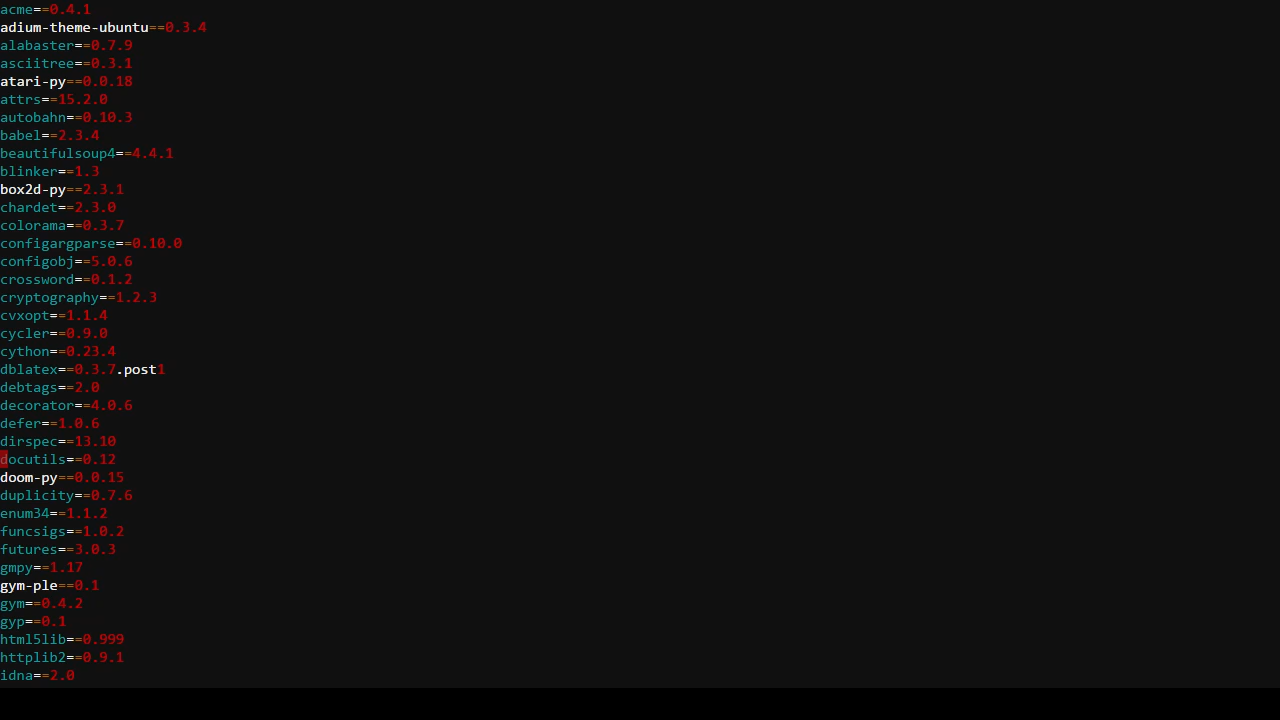 acme==0.4.1
adium-theme-ubuntu==0.3.4
alabaster==0.7.9
asciitree==0.3.1
atari-py==0.0.18
attrs==15.2.0
autobahn==0.10.3
babel==2.3.4
beautifulsoup4==4.4.1
blinker==1.3
box2d-py==2.3.1
chardet==2.3.0
colorama==0.3.7
configargparse==0.10.0
configobj==5.0.6
crossword==0.1.2
cryptography==1.2.3
cvxopt==1.1.4
cycler==0.9.0
cython==0.23.4
dblatex==0.3.7.post1
debtags==2.0
decorator==4.0.6
defer==1.0.6
dirspec==13.10
docutils==0.12
doom-py==0.0.15
duplicity==0.7.6
enum34==1.1.2
funcsigs==1.0.2
futures==3.0.3
gmpy==1.17
gym-ple==0.1
gym==0.4.2
gyp==0.1
html5lib==0.999
httplib2==0.9.1
idna==2.0